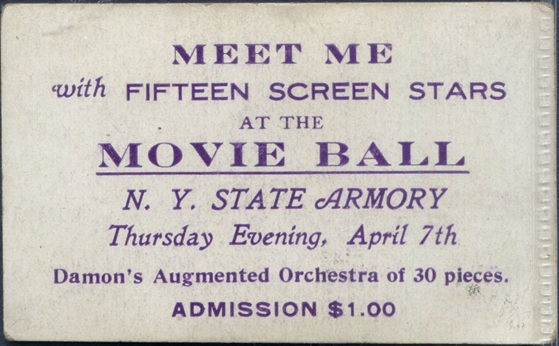 MEET ME
with FIFTEEN SCREEN STARS
AT THE
MOVIE BALL
N. Y. STATE ARMORY
Thursday Evening, April 7th
Damon's Augmented Orchestra of 30 pieces.
ADMISSION $1.00